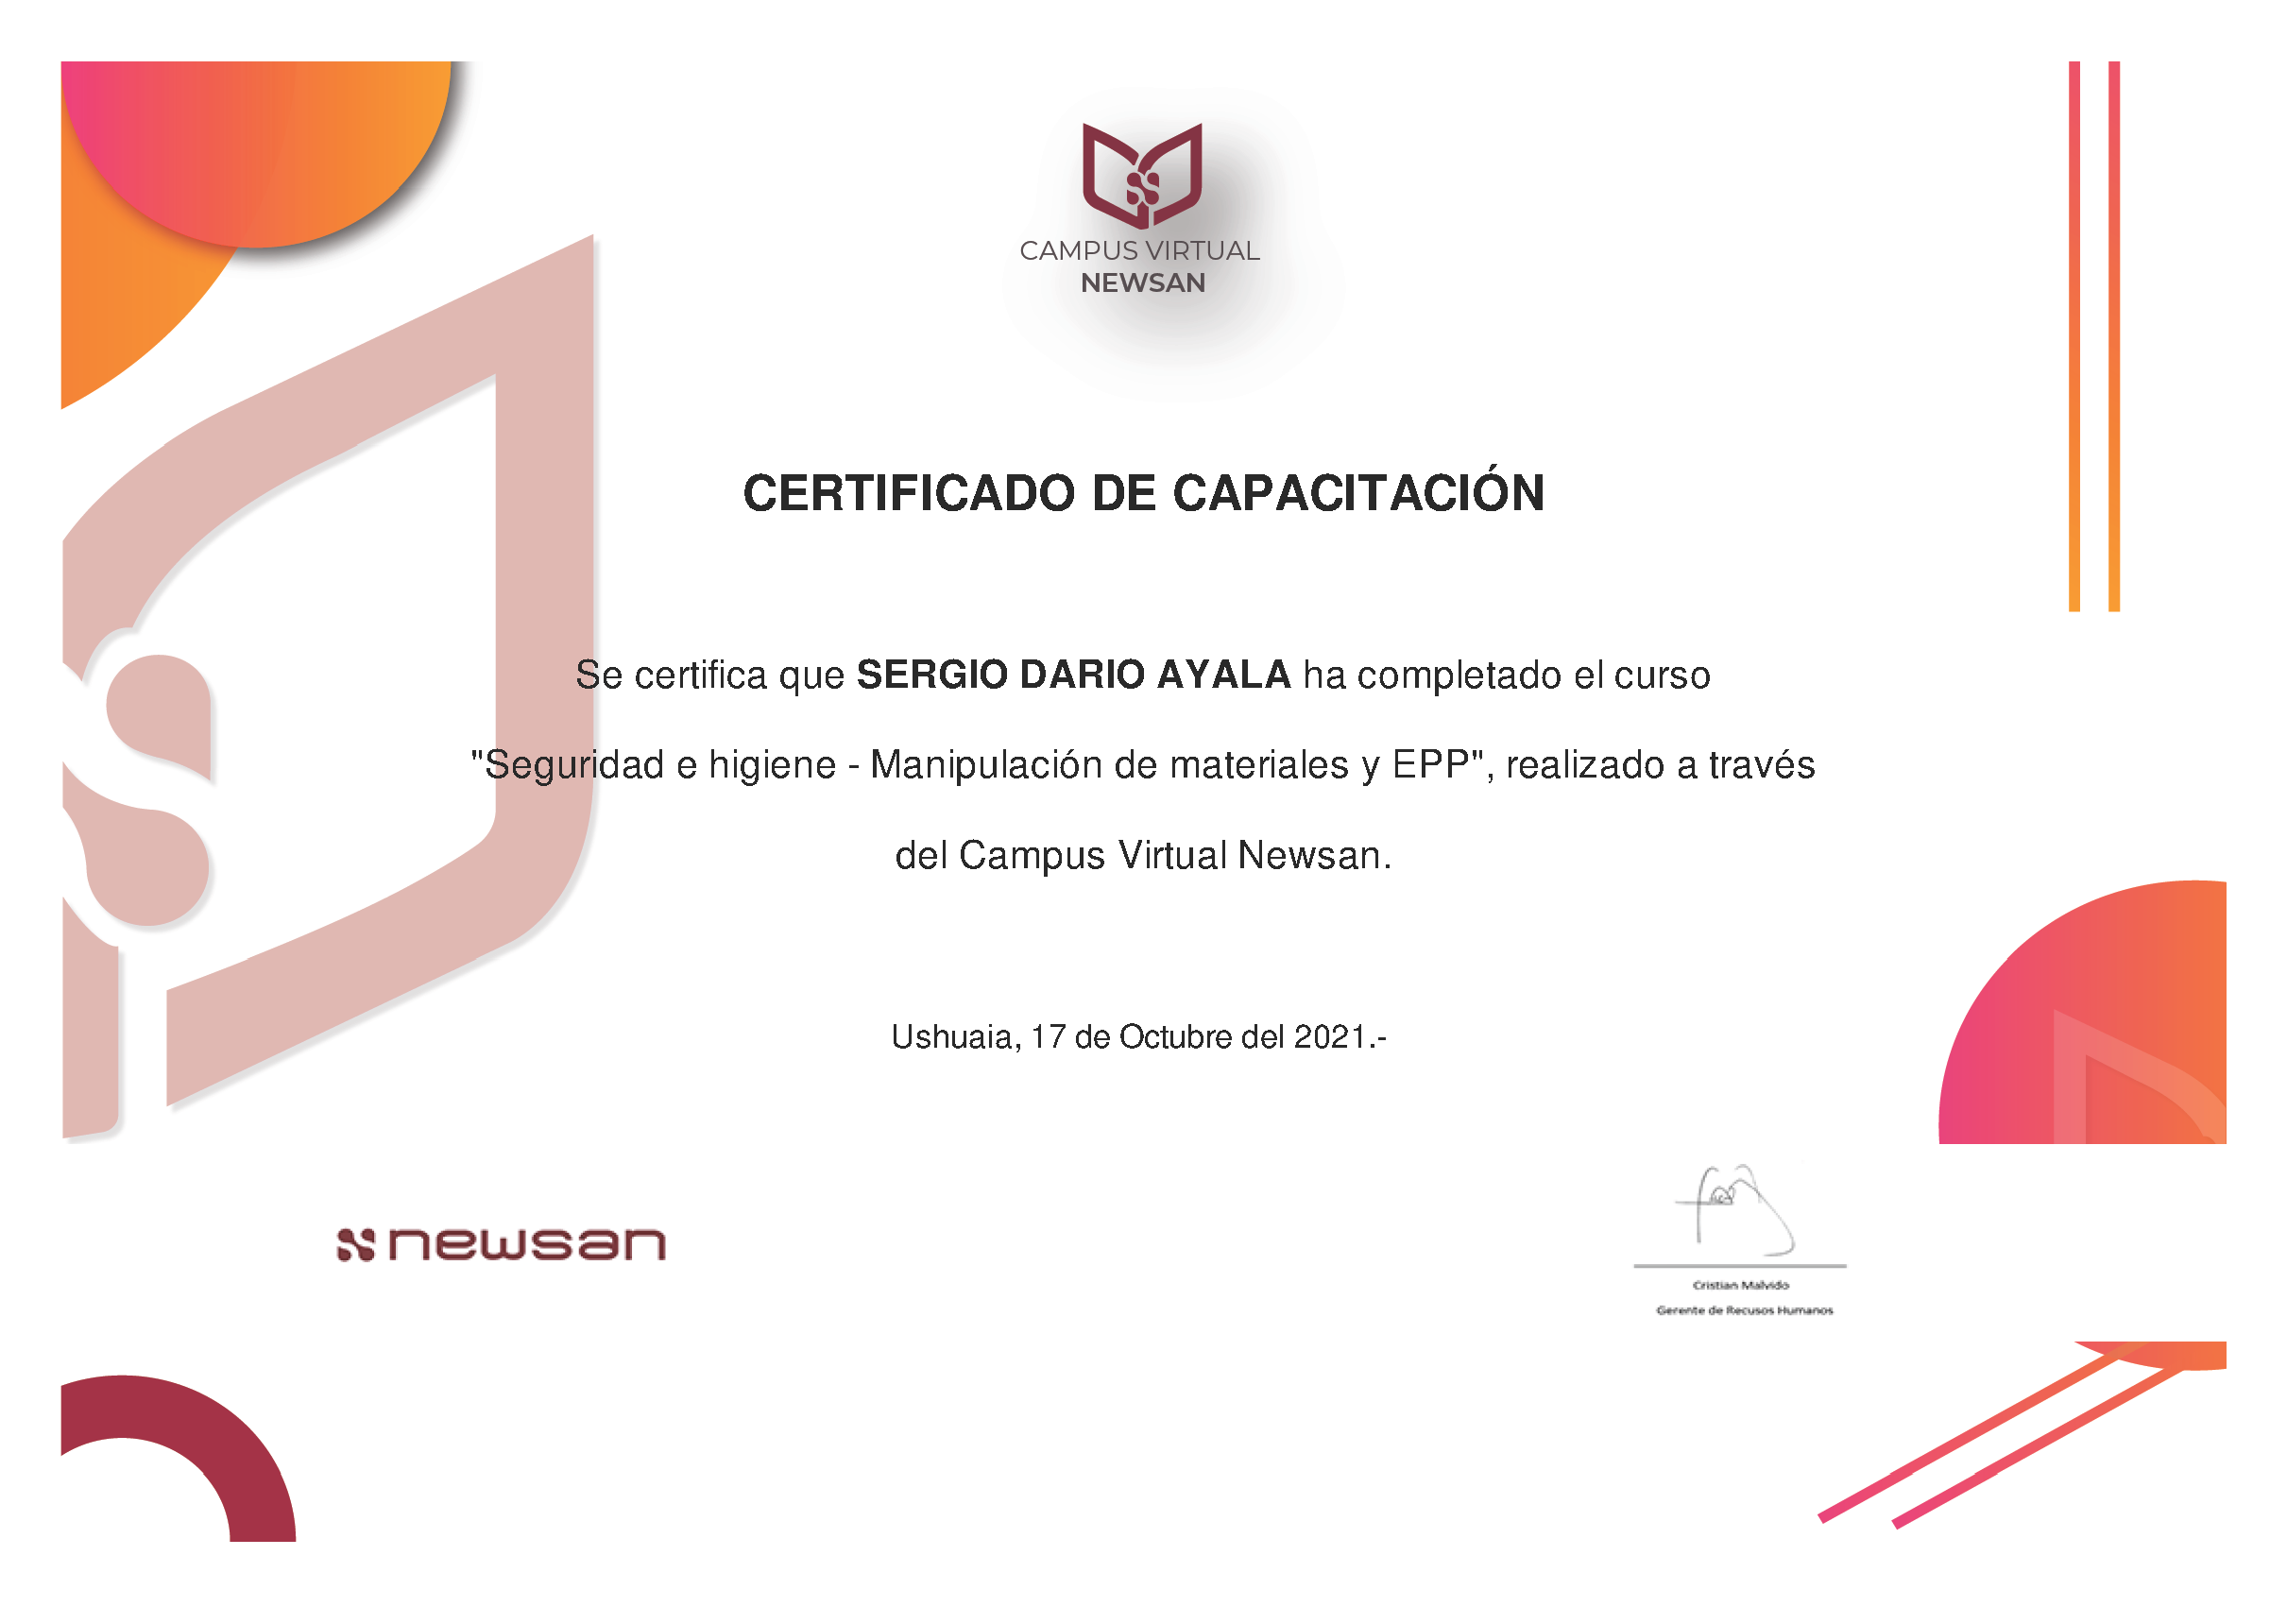 CAMPUS VIRTUAL
NEWSAN
CERTIFICADO DE CAPACITACIÓN
Se certifica que SERGIO DARIO AYALA ha completado el curso
"Seguridad e higiene - Manipulación de materiales y EPP", realizado a través
del Campus Virtual Newsan.
Ushuaia, 17 de Octubre del 2021.-
newsan
Cristian Malvido
Gerente de Recusos Humanos